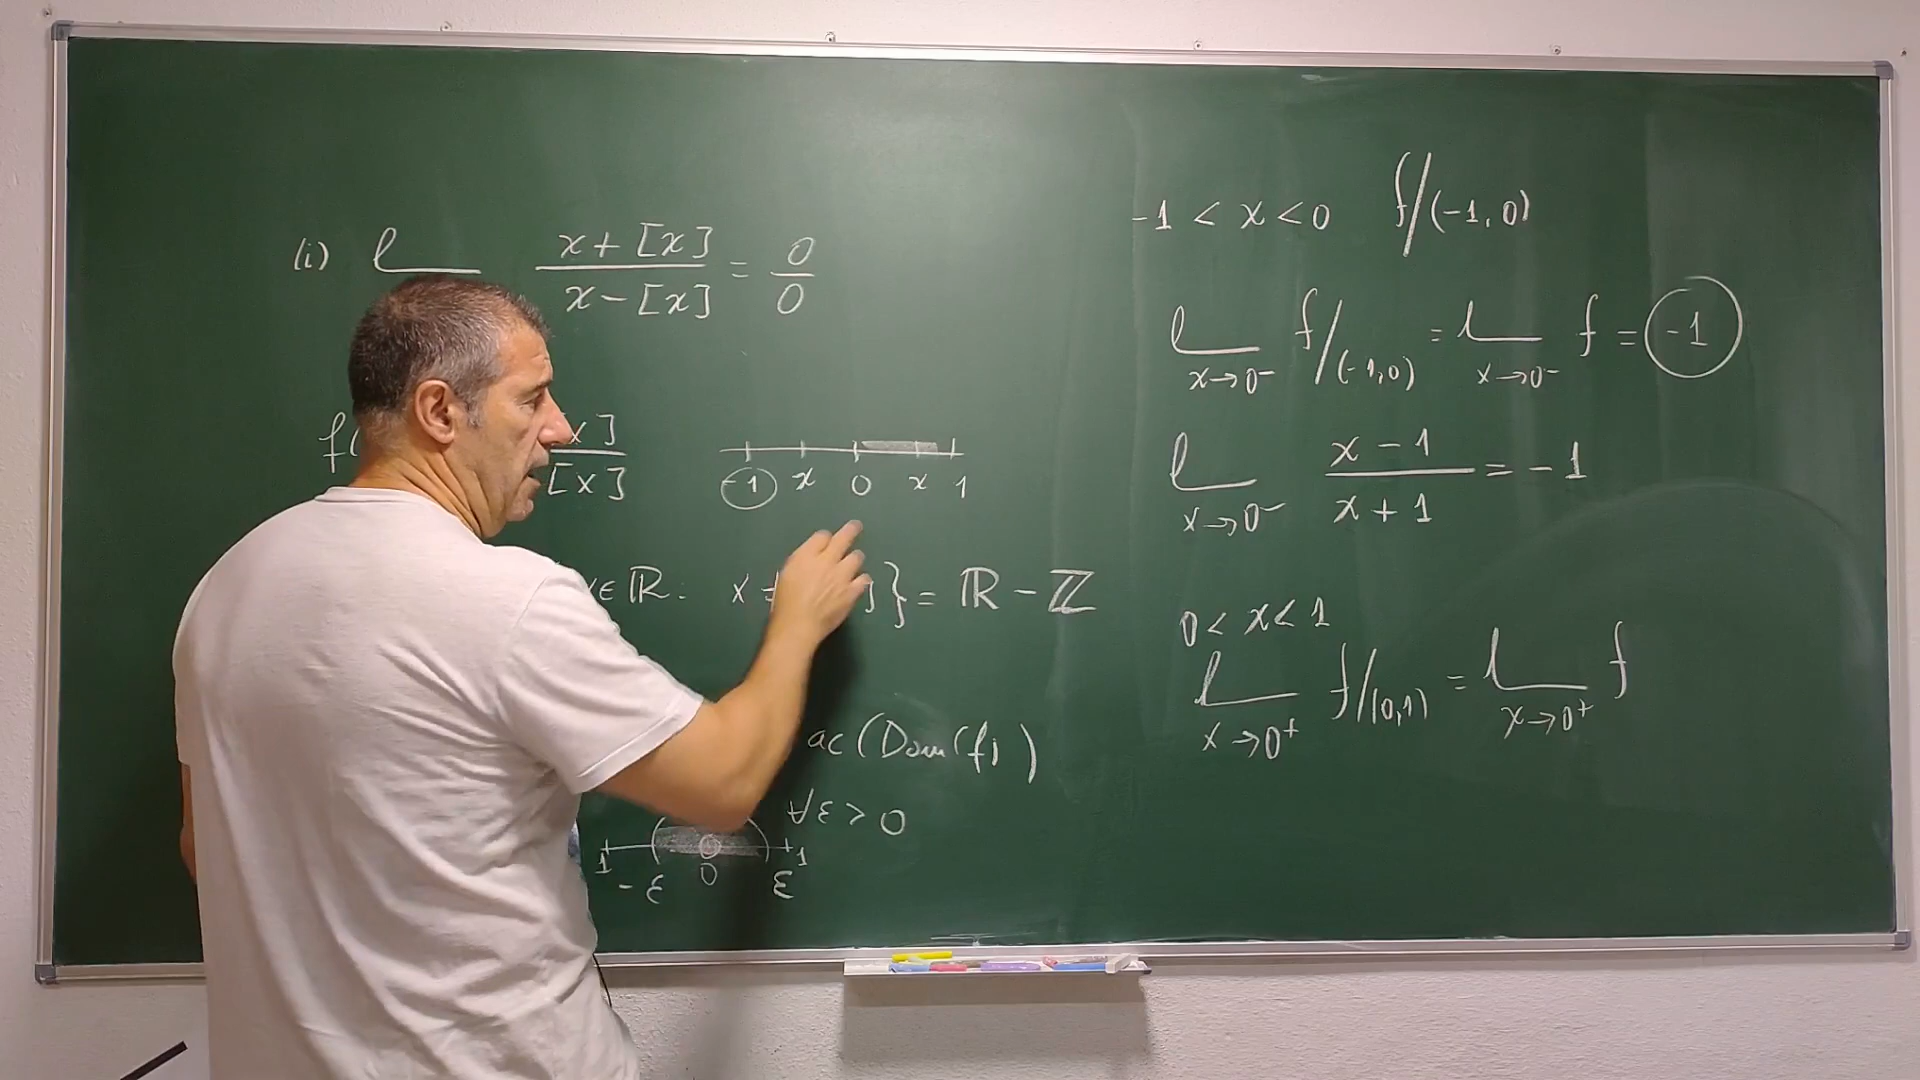 (i) l x + [x] / x - [x] = 0/0
f( x] / [x]
-1 x 0 x 1
x ∈ ℝ : x ≠ ] } = ℝ - ℤ
ac (Dom(f))
∀ε > 0
1 -ε 0 ε 1
-1 < x < 0 f/(-1, 0)
l x→0⁻ f/(-1,0) = l x→0⁻ f = -1
l x→0⁻ x - 1 / x + 1 = -1
0 < x < 1
l x→0⁺ f/(0,1) = l x→0⁺ f